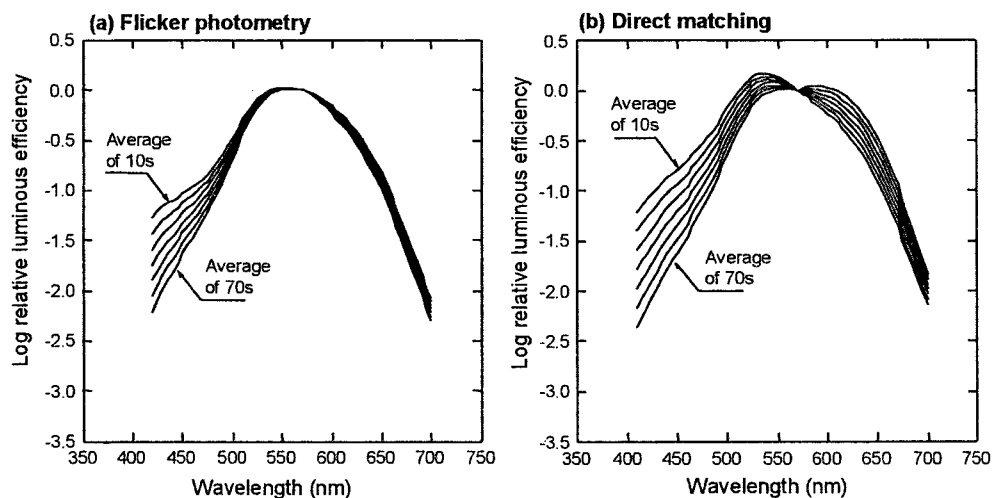 (a) Flicker photometry
Log relative luminous efficiency
0.5
0.0
-0.5
-1.0
-1.5
-2.0
-2.5
-3.0
-3.5
Average
of 10s
Average
of 70s
350 400 450 500 550 600 650 700 750
Wavelength (nm)
(b) Direct matching
Log relative luminous efficiency
0.5
0.0
-0.5
-1.0
-1.5
-2.0
-2.5
-3.0
-3.5
Average
of 10s
Average
of 70s
350 400 450 500 550 600 650 700 750
Wavelength (nm)